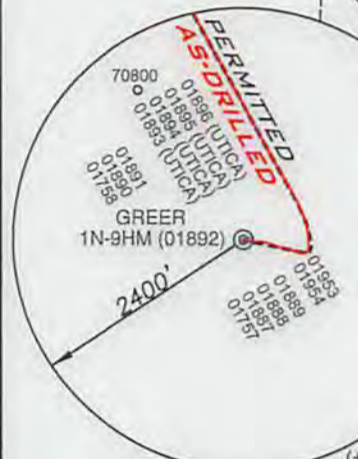 PERMITTED
AS-DRILLED
70800
01896 (UTICA)
01895 (UTICA)
01894 (UTICA)
01893 (UTICA)
01891
01890
01758
GREER
1N-9HM (01892)
2400'
01953
01954
01889
01888
01887
01757